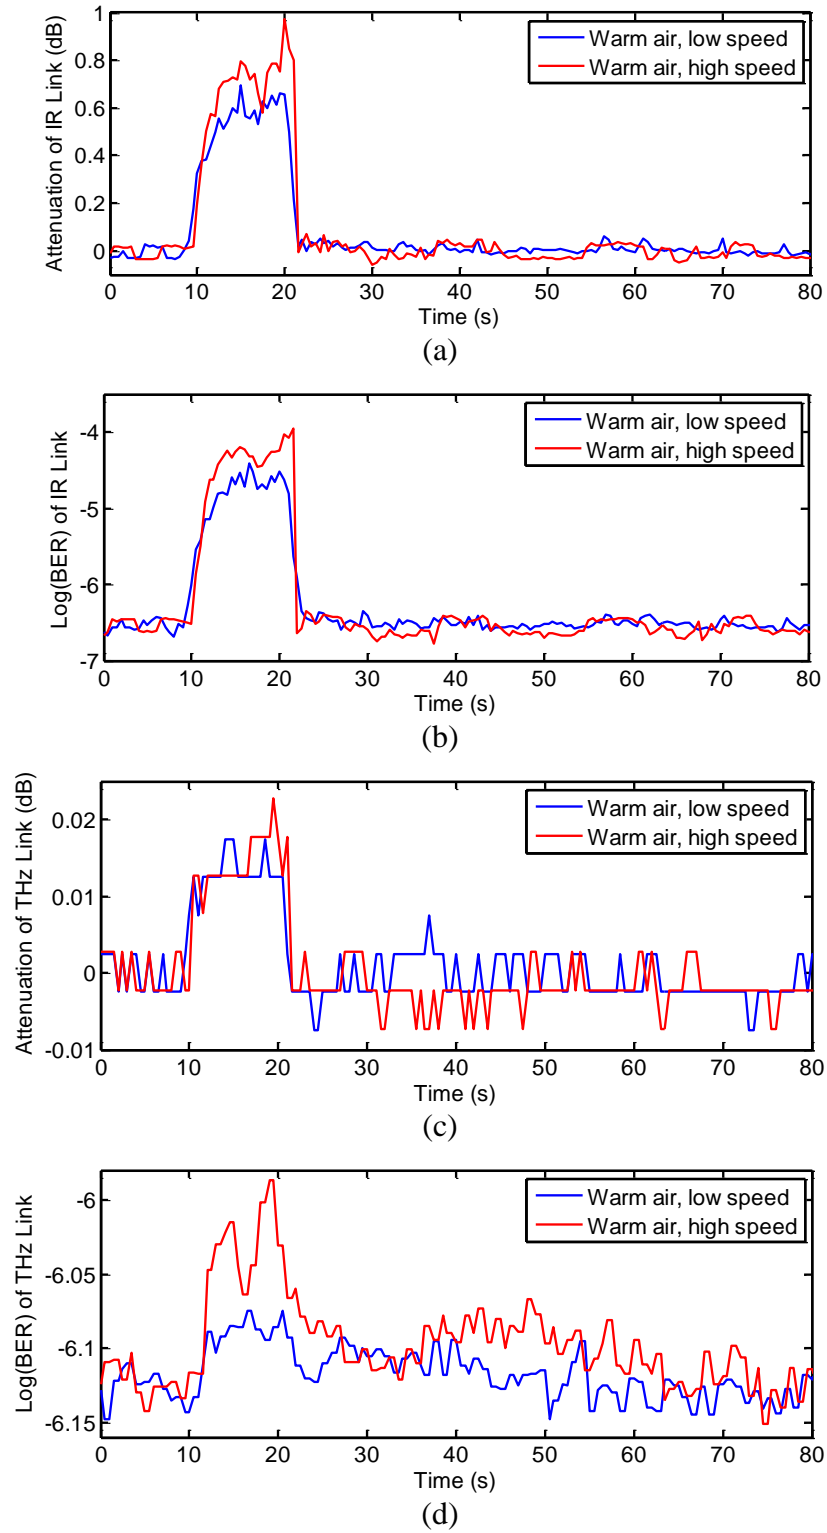 Attenuation of IR Link (dB)
1
0.8
0.6
0.4
0.2
0
Warm air, low speed
Warm air, high speed
0 10 20 30 40 50 60 70 80
Time (s)
(a)
Log(BER) of IR Link
-4
-5
-6
-7
Warm air, low speed
Warm air, high speed
0 10 20 30 40 50 60 70 80
Time (s)
(b)
Attenuation of THz Link (dB)
0.02
0.01
0
-0.01
Warm air, low speed
Warm air, high speed
0 10 20 30 40 50 60 70 80
Time (s)
(c)
Log(BER) of THz Link
-6
-6.05
-6.1
-6.15
Warm air, low speed
Warm air, high speed
0 10 20 30 40 50 60 70 80
Time (s)
(d)